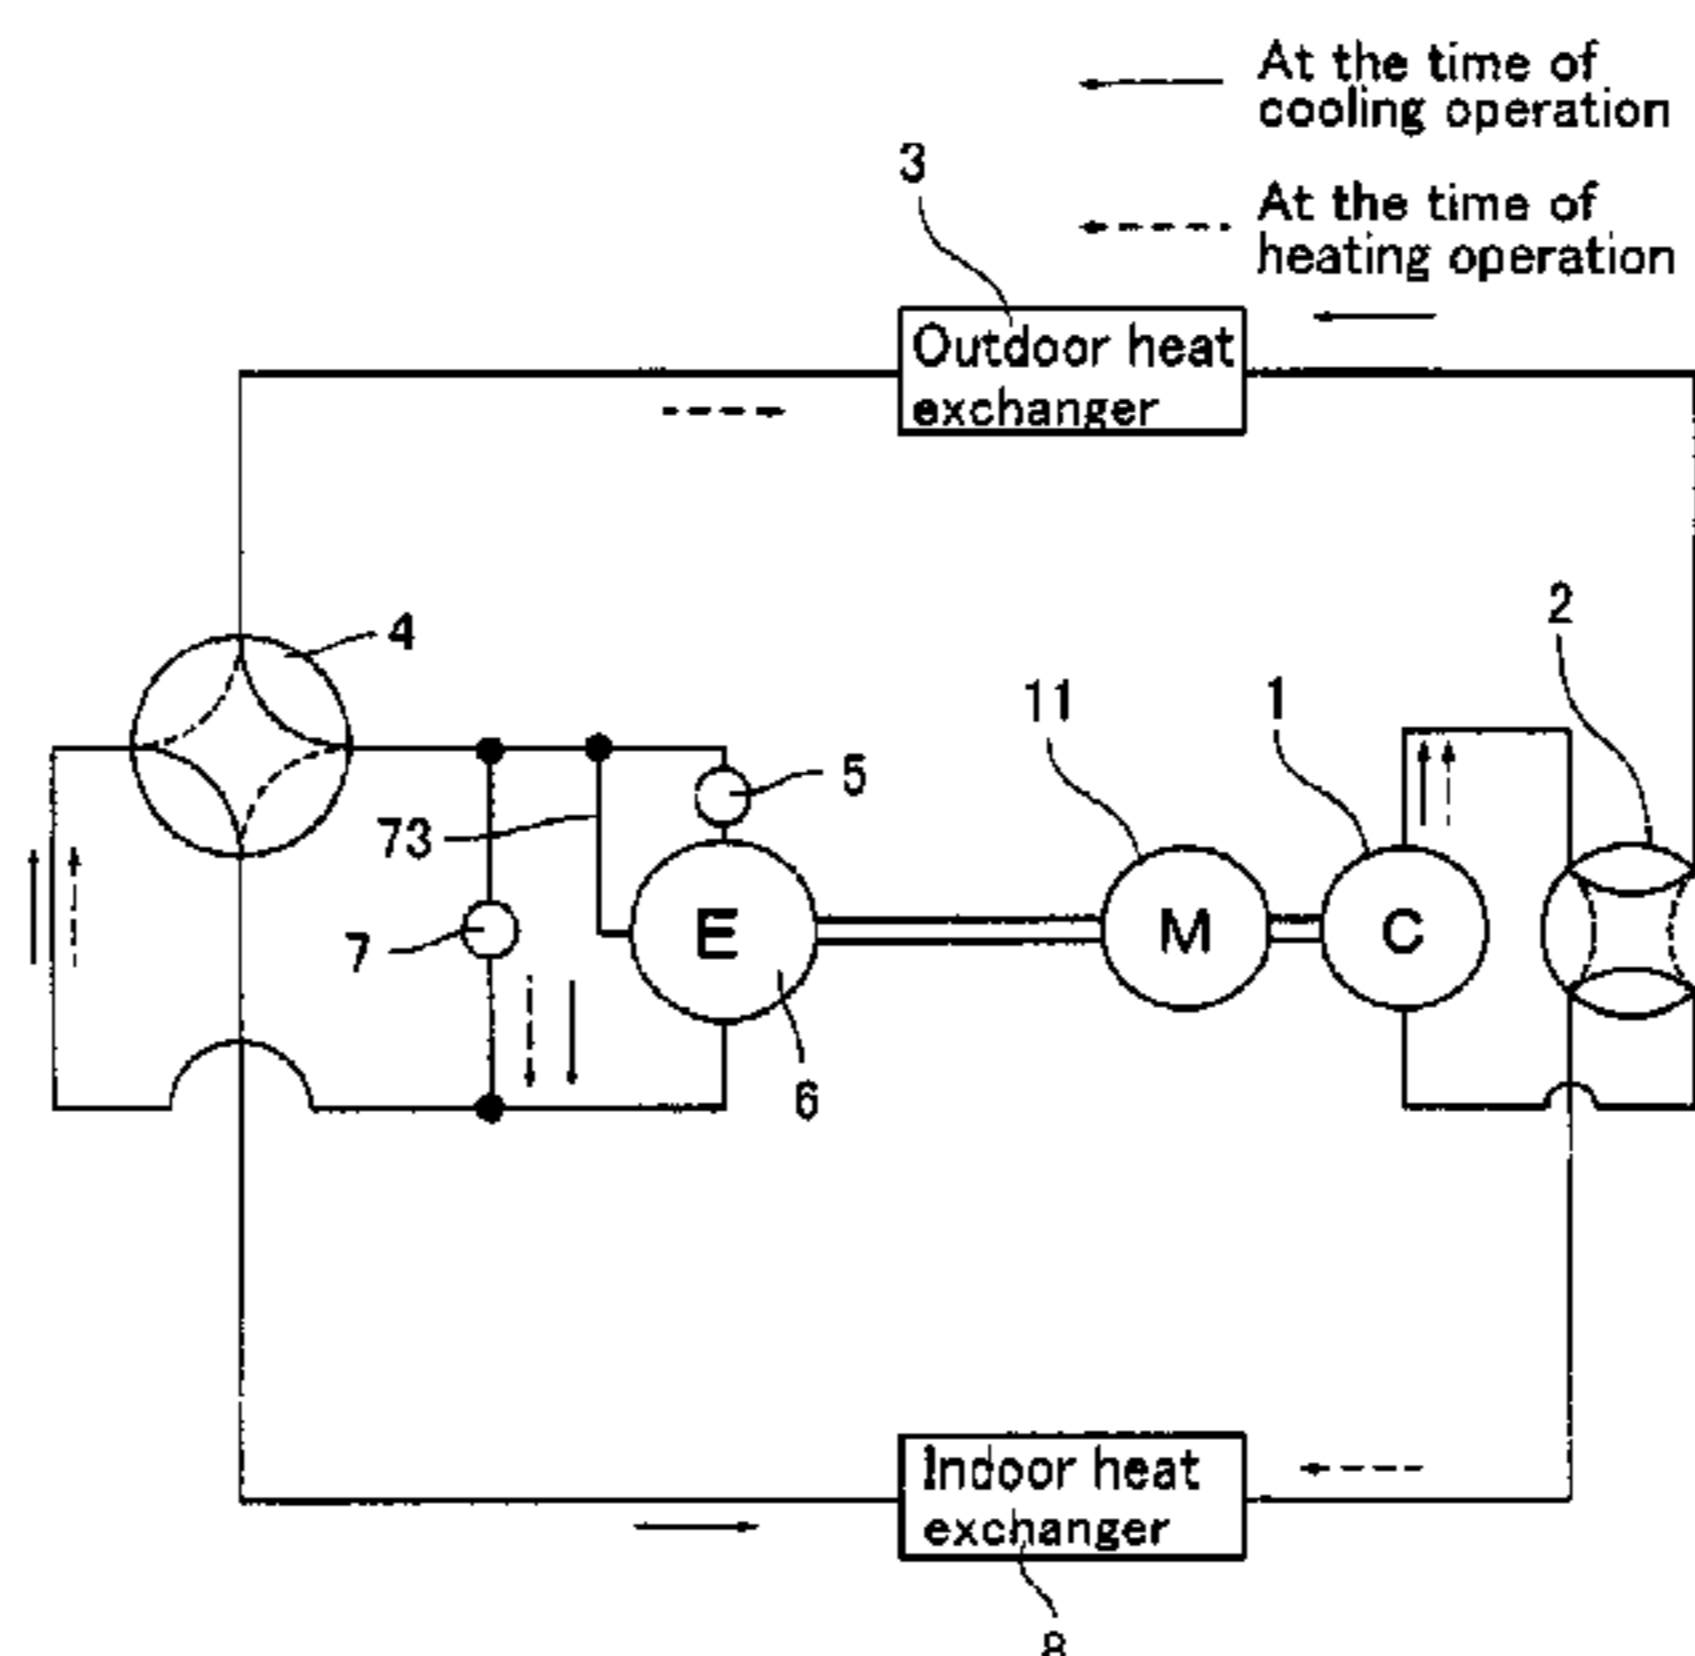 At the time of
cooling operation
3
At the time of
heating operation
Outdoor heat
exchanger
2
4
11
1
5
73
E
M
C
7
6
Indoor heat
exchanger
8